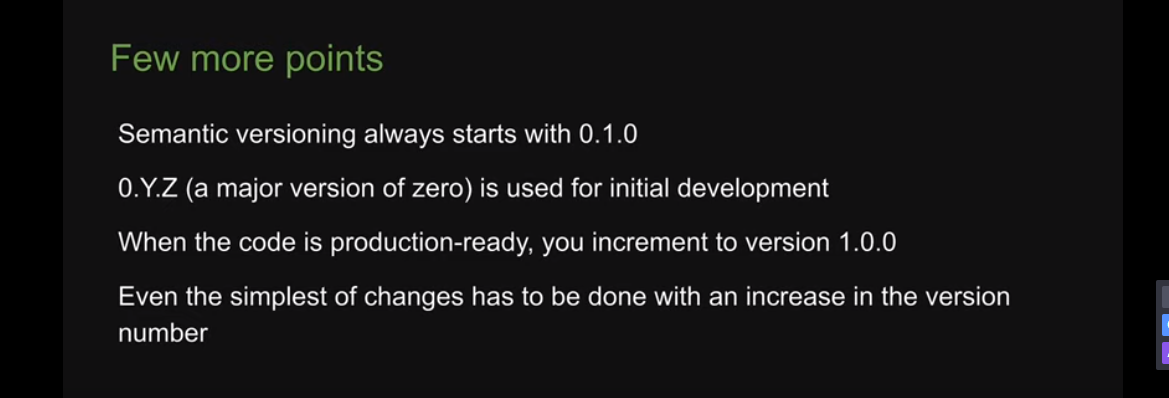 Few more points
Semantic versioning always starts with 0.1.0
0.Y.Z (a major version of zero) is used for initial development
When the code is production-ready, you increment to version 1.0.0
Even the simplest of changes has to be done with an increase in the version
number